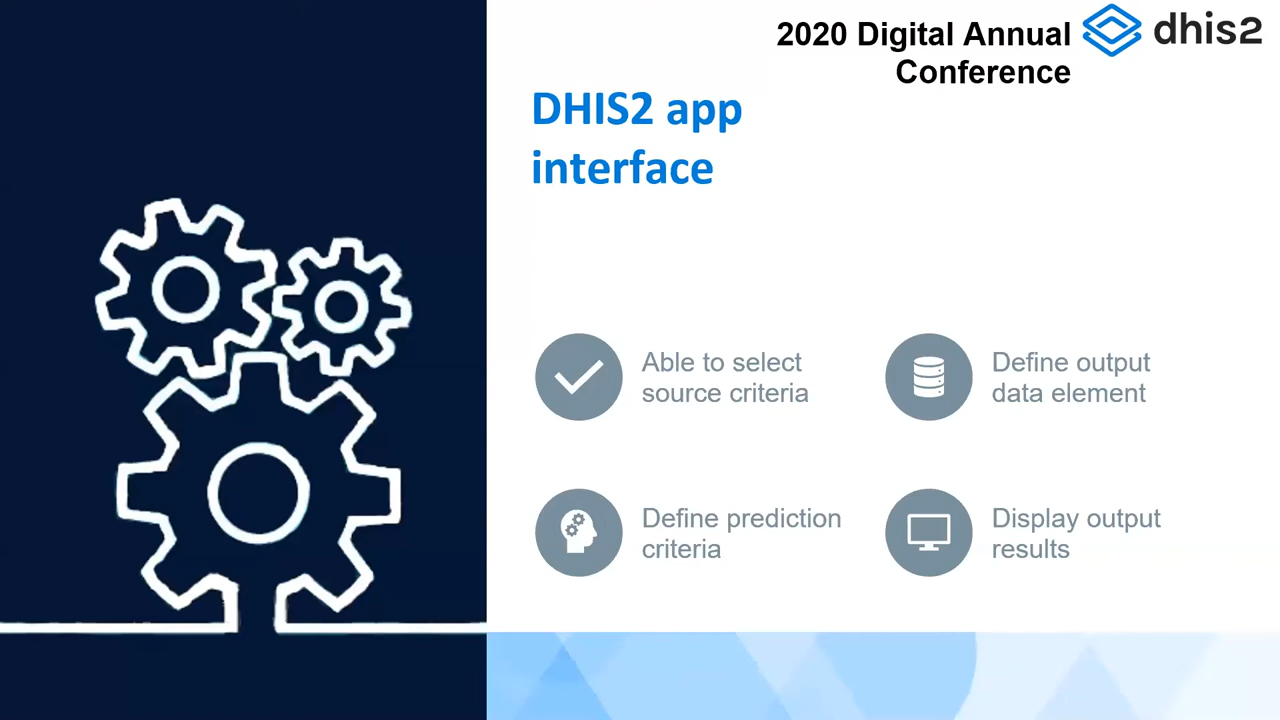 2020 Digital Annual
Conference
dhis2
DHIS2 app
interface
Able to select
source criteria
Define output
data element
Define prediction
criteria
Display output
results